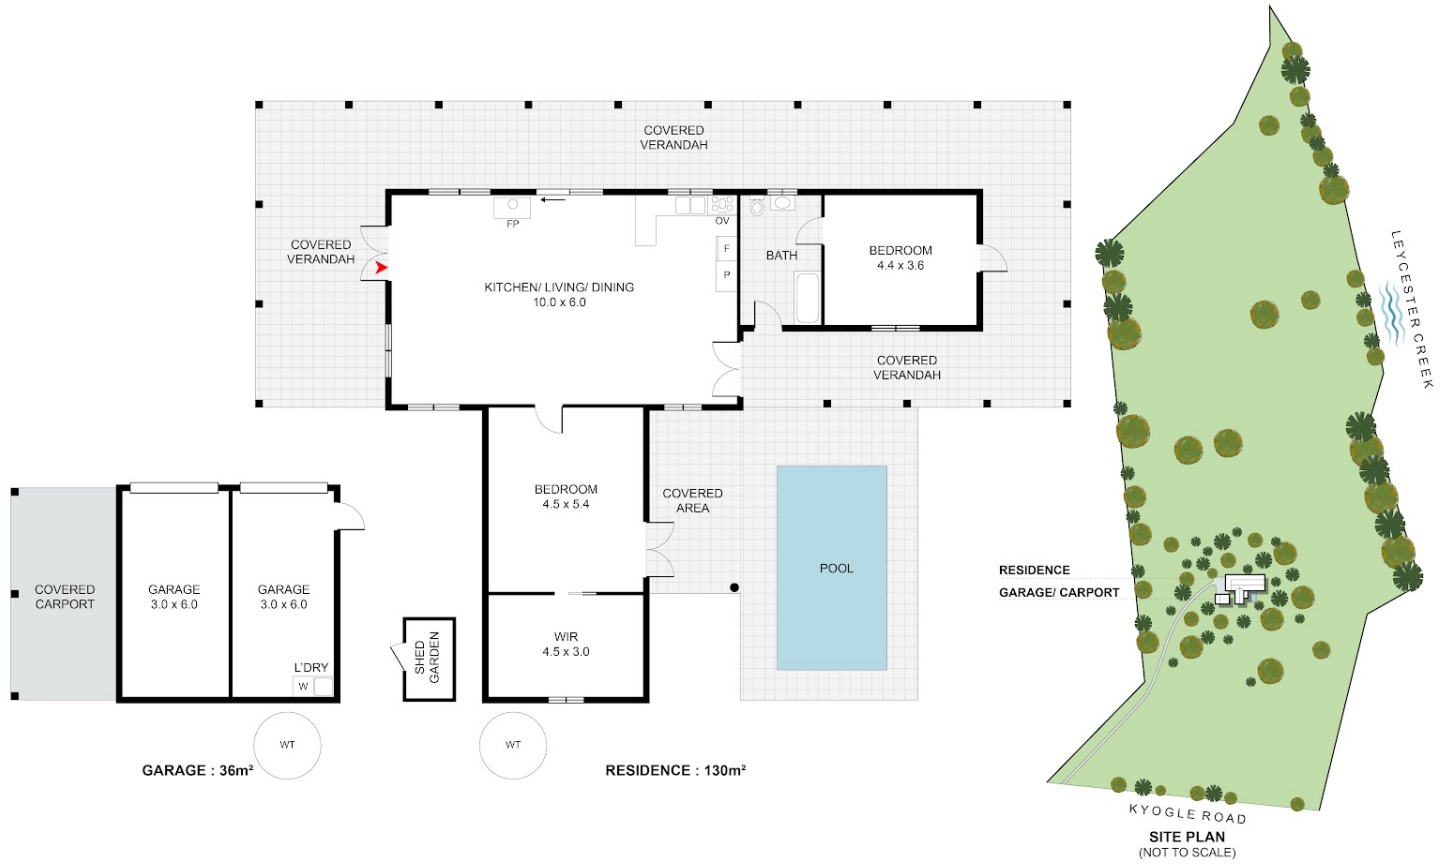 COVERED
VERANDAH
COVERED
VERANDAH
FP
OV
F
P
BATH
BEDROOM
4.4 x 3.6
KITCHEN/ LIVING/ DINING
10.0 x 6.0
COVERED
VERANDAH
BEDROOM
4.5 x 5.4
COVERED
AREA
POOL
WIR
4.5 x 3.0
COVERED
CARPORT
GARAGE
3.0 x 6.0
GARAGE
3.0 x 6.0
L'DRY
W
SHED
GARDEN
WT
WT
GARAGE : 36m²
RESIDENCE : 130m²
LEYCESTER CREEK
RESIDENCE
GARAGE/ CARPORT
KYOGLE ROAD
SITE PLAN
(NOT TO SCALE)